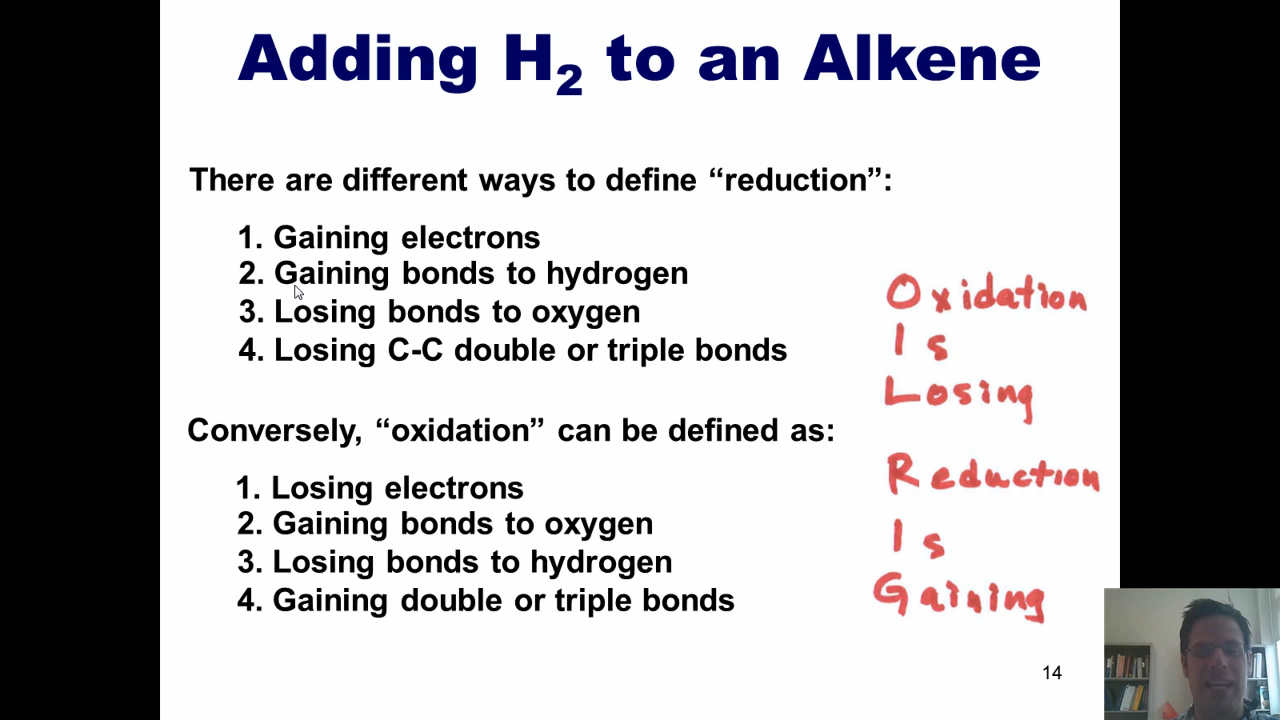 Adding H₂ to an Alkene
There are different ways to define “reduction”:
1. Gaining electrons
2. Gaining bonds to hydrogen
3. Losing bonds to oxygen
4. Losing C-C double or triple bonds
Conversely, “oxidation” can be defined as:
1. Losing electrons
2. Gaining bonds to oxygen
3. Losing bonds to hydrogen
4. Gaining double or triple bonds
Oxidation
Is
Losing
Reduction
Is
Gaining
14